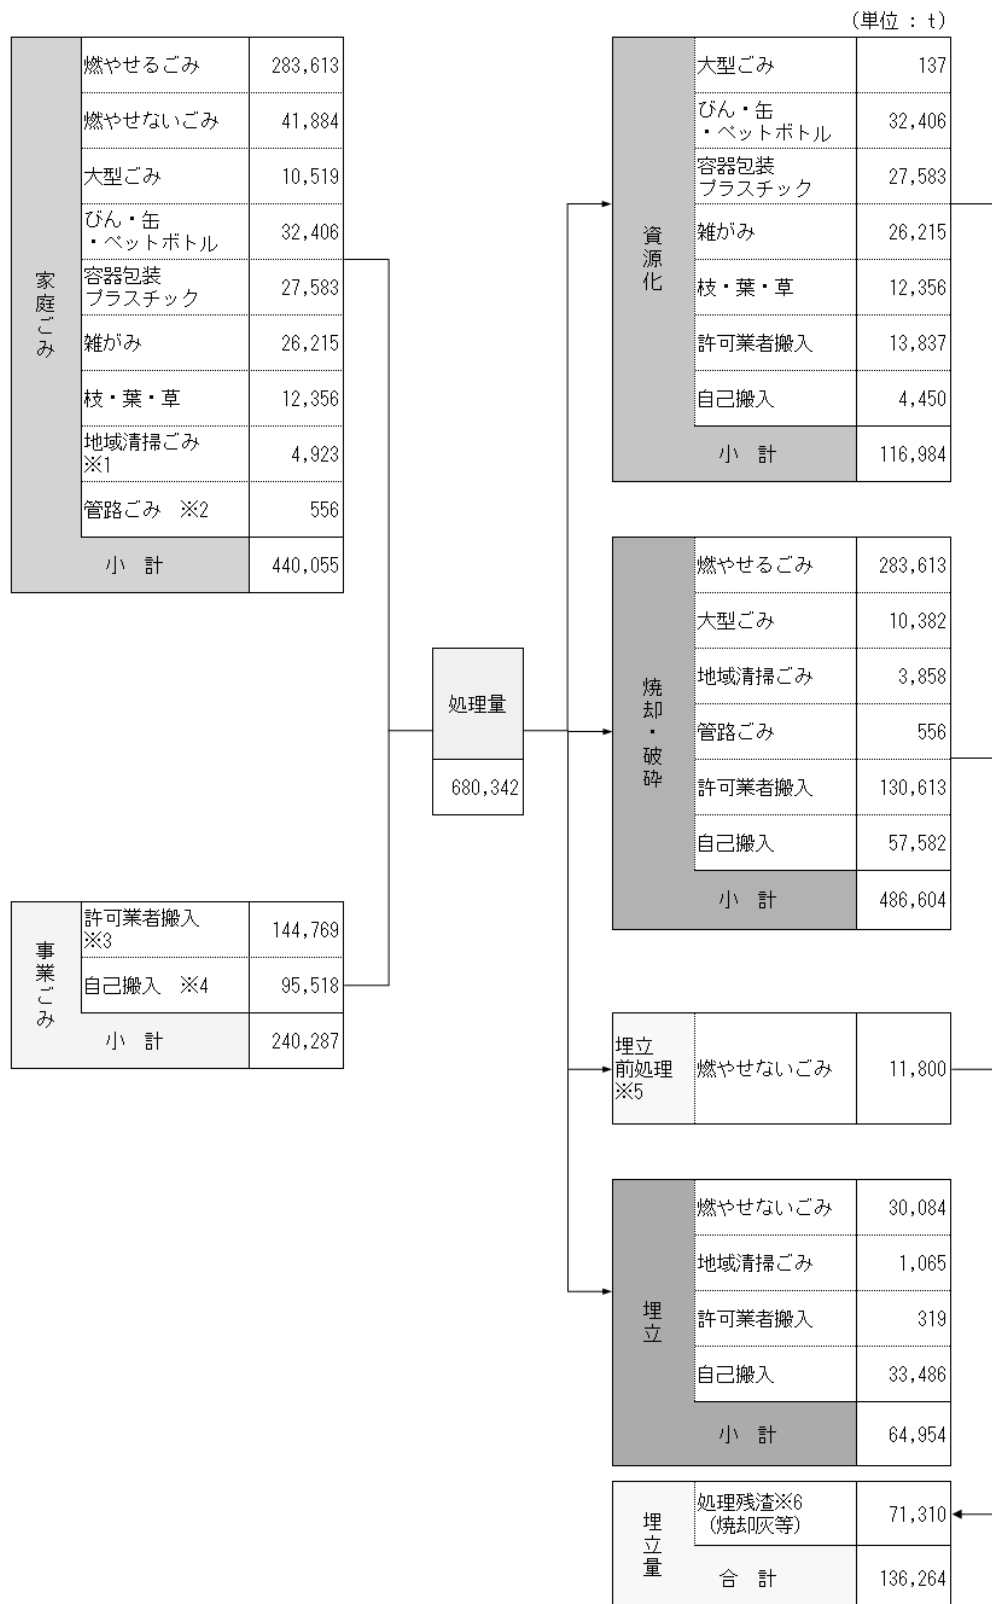 (単位 : t)
家庭ごみ
燃やせるごみ 283,613
燃やせないごみ 41,884
大型ごみ 10,519
びん・缶
・ペットボトル 32,406
容器包装
プラスチック 27,583
雑がみ 26,215
枝・葉・草 12,356
地域清掃ごみ
※1 4,923
管路ごみ ※2 556
小 計 440,055
事業ごみ
許可業者搬入
※3 144,769
自己搬入 ※4 95,518
小 計 240,287
処理量
680,342
資源化
大型ごみ 137
びん・缶
・ペットボトル 32,406
容器包装
プラスチック 27,583
雑がみ 26,215
枝・葉・草 12,356
許可業者搬入 13,837
自己搬入 4,450
小 計 116,984
焼却・破砕
燃やせるごみ 283,613
大型ごみ 10,382
地域清掃ごみ 3,858
管路ごみ 556
許可業者搬入 130,613
自己搬入 57,582
小 計 486,604
埋立
前処理
※5
燃やせないごみ 11,800
埋立
燃やせないごみ 30,084
地域清掃ごみ 1,065
許可業者搬入 319
自己搬入 33,486
小 計 64,954
埋立量
処理残渣※6
(焼却灰等) 71,310
合 計 136,264